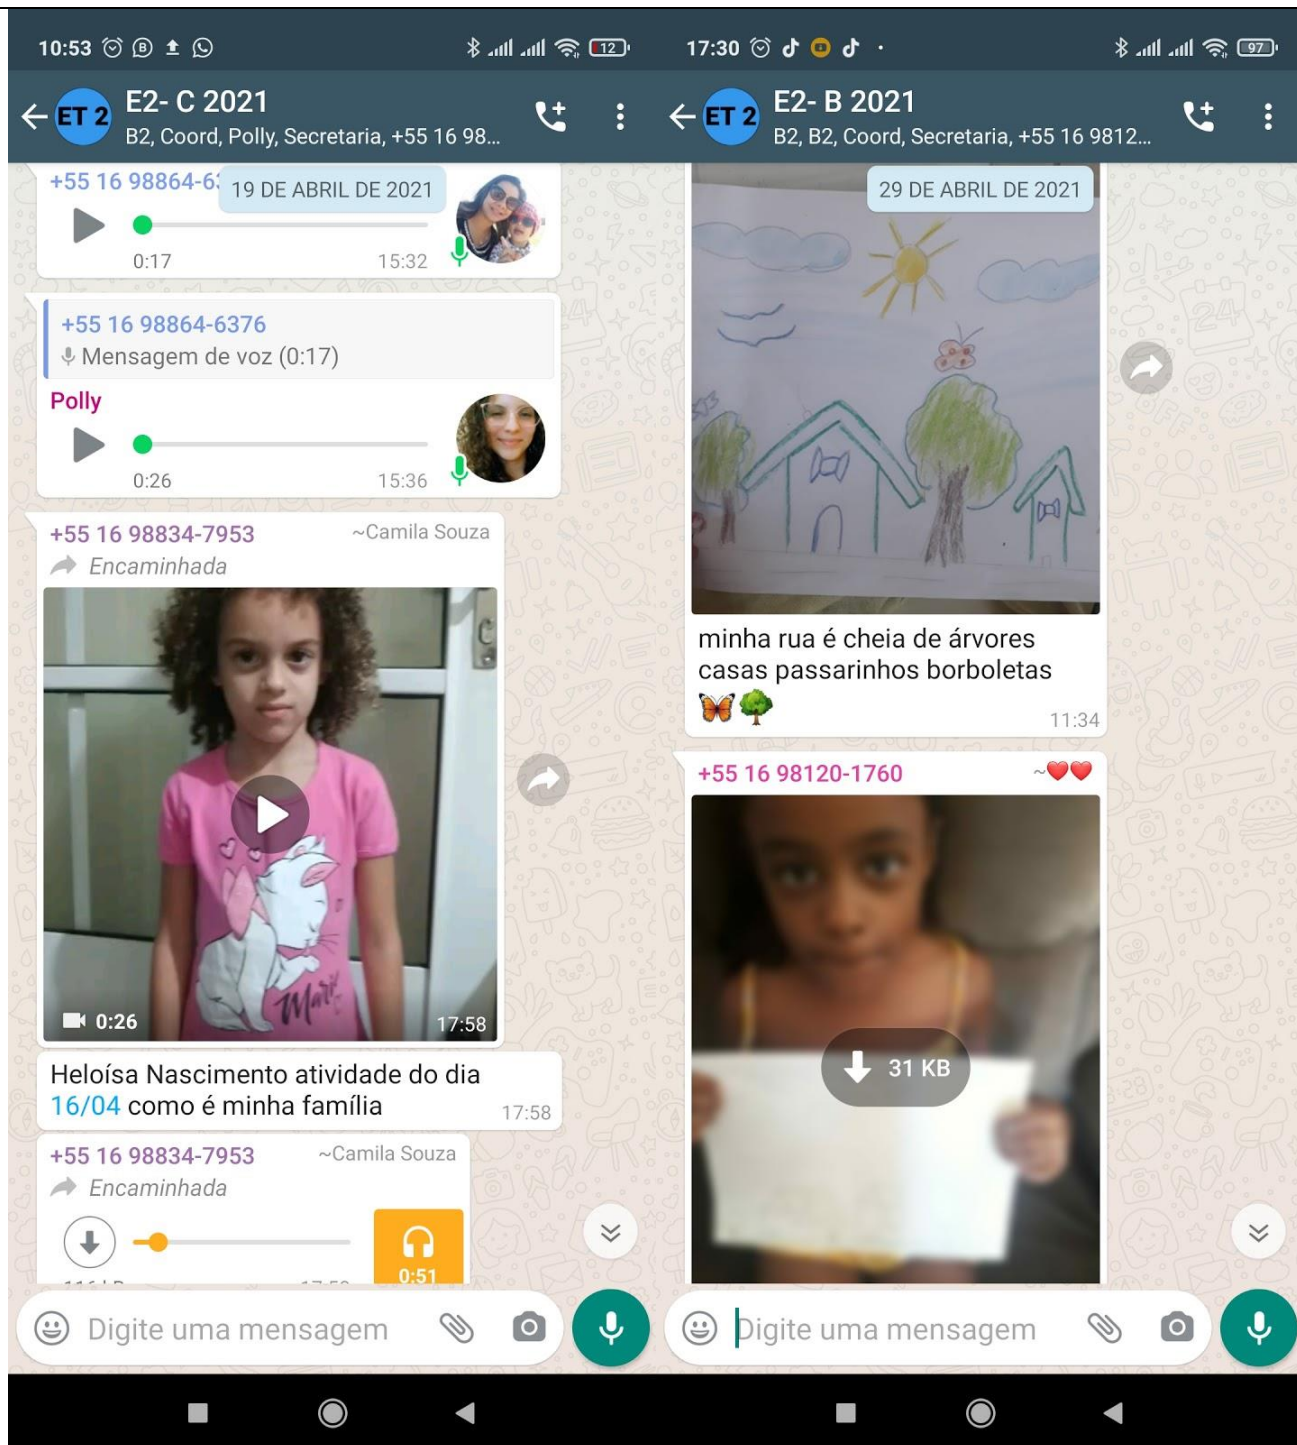 10:53
12
E2- C 2021
ET 2
B2, Coord, Polly, Secretaria, +55 16 98...
+55 16 98864-63
19 DE ABRIL DE 2021
0:17
15:32
+55 16 98864-6376
Mensagem de voz (0:17)
Polly
0:26
15:36
+55 16 98834-7953
~Camila Souza
Encaminhada
Marie
0:26
17:58
Heloísa Nascimento atividade do dia
16/04 como é minha família
17:58
+55 16 98834-7953
~Camila Souza
Encaminhada
0:51
Digite uma mensagem
17:30
97
E2- B 2021
ET 2
B2, B2, Coord, Secretaria, +55 16 9812...
29 DE ABRIL DE 2021
minha rua é cheia de árvores
casas passarinhos borboletas
11:34
+55 16 98120-1760
~
31 KB
Digite uma mensagem